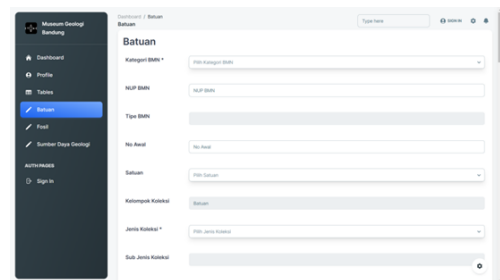 Museum Geologi
Bandung
Dashboard
Profile
Tables
Batuan
Fosil
Sumber Daya Geologi
AUTH PAGES
Sign In
Dashboard / Batuan
Batuan
Type here
SIGN IN
Batuan
Kategori BMN *
Pilih Kategori BMN
NUP BMN
NUP BMN
Tipe BMN
No Awal
No Awal
Satuan
Pilih Satuan
Kelompok Koleksi
Batuan
Jenis Koleksi *
Pilih Jenis Koleksi
Sub Jenis Koleksi